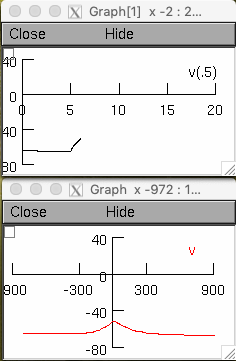 Graph[1] x -2 : 2...
Close Hide
40
v(.5)
0
0 5 10 15 20
40
80
Graph x -972 : 1...
Close Hide
40
v
900 -300 300 900
-40
-80